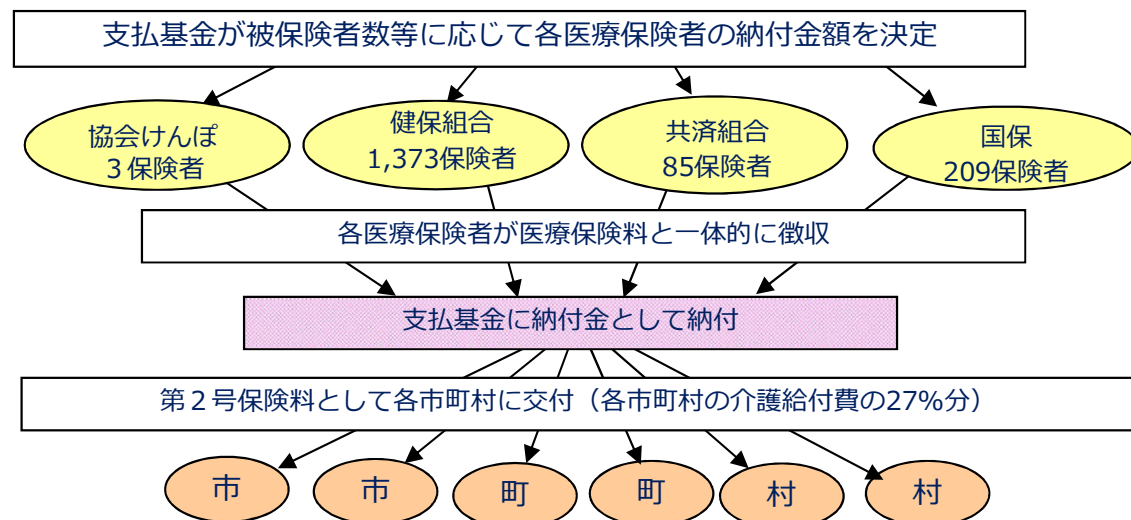 支払基金が被保険者数等に応じて各医療保険者の納付金額を決定
協会けんぽ
３保険者
健保組合
1,373保険者
共済組合
85保険者
国保
209保険者
各医療保険者が医療保険料と一体的に徴収
支払基金に納付金として納付
第２号保険料として各市町村に交付（各市町村の介護給付費の27%分）
市
市
町
町
村
村